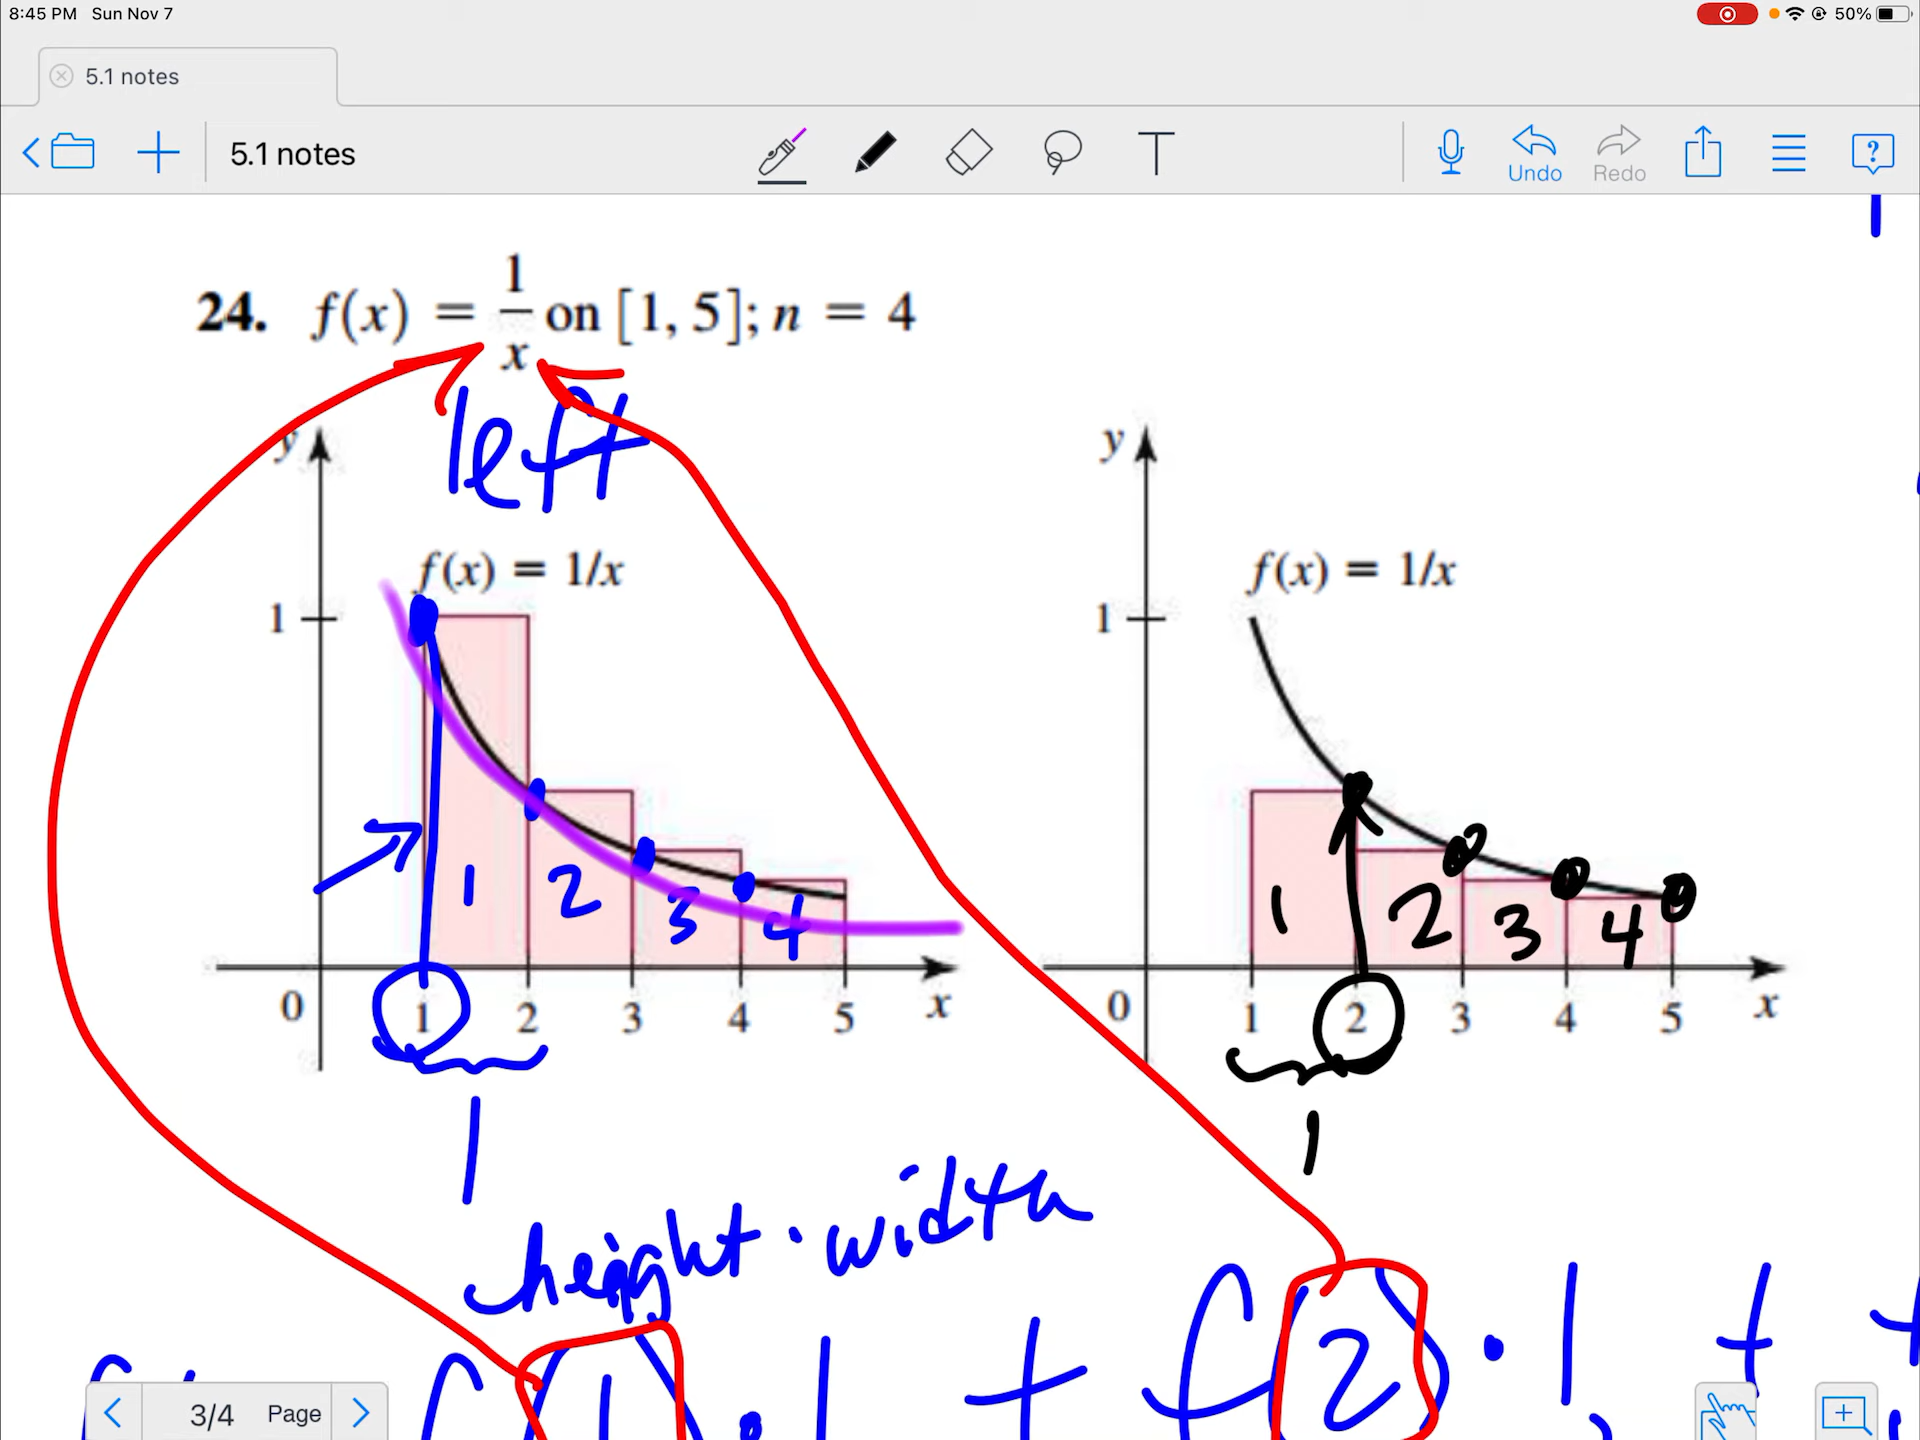 8:45 PM Sun Nov 7
50%
5.1 notes
5.1 notes
Undo Redo
24. f(x) = 1/x on [1, 5]; n = 4
left
y y
f(x) = 1/x f(x) = 1/x
1 1
1 2 3 4 1 2 3 4
0 1 2 3 4 5 x 0 1 2 3 4 5 x
1 1
height · width
f(1) · 1 + f(2) · 1 +
3/4 Page